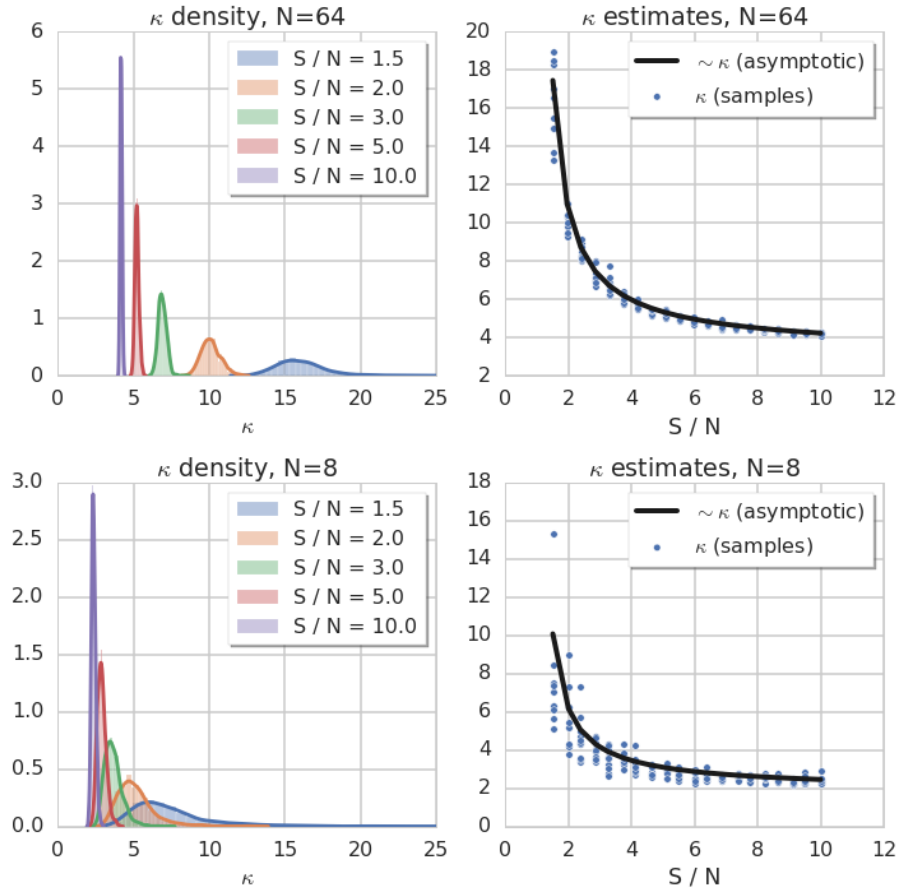 κ density, N=64
6
5
4
3
2
1
0
S / N = 1.5
S / N = 2.0
S / N = 3.0
S / N = 5.0
S / N = 10.0
0 5 10 15 20 25
κ
κ estimates, N=64
20
18
16
14
12
10
8
6
4
2
∼ κ (asymptotic)
κ (samples)
0 2 4 6 8 10 12
S / N
κ density, N=8
3.0
2.5
2.0
1.5
1.0
0.5
0.0
S / N = 1.5
S / N = 2.0
S / N = 3.0
S / N = 5.0
S / N = 10.0
0 5 10 15 20 25
κ
κ estimates, N=8
18
16
14
12
10
8
6
4
2
0
∼ κ (asymptotic)
κ (samples)
0 2 4 6 8 10 12
S / N